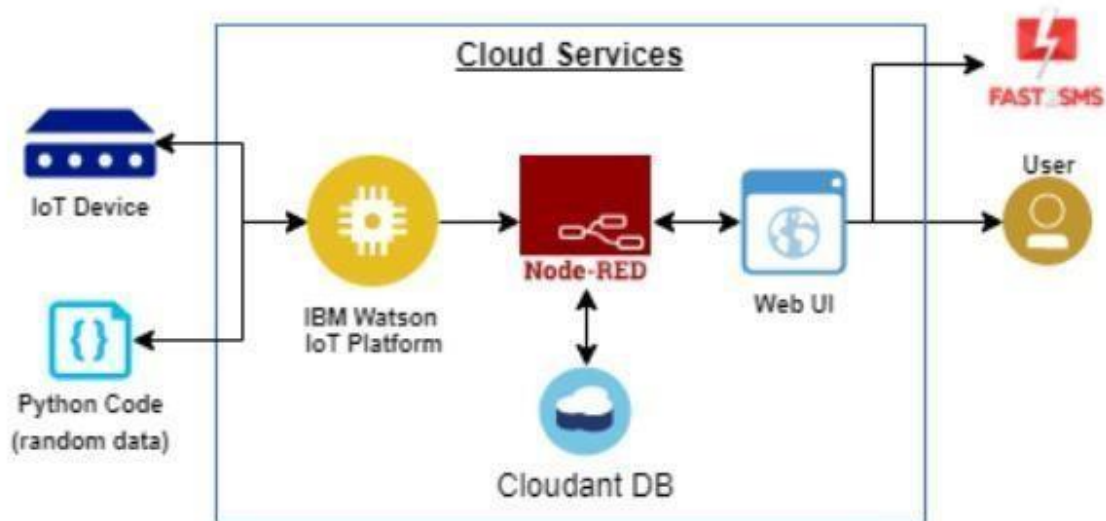 Cloud Services
FAST2SMS
IoT Device
User
Node-RED
IBM Watson
IoT Platform
Web UI
{}
Python Code
(random data)
Cloudant DB